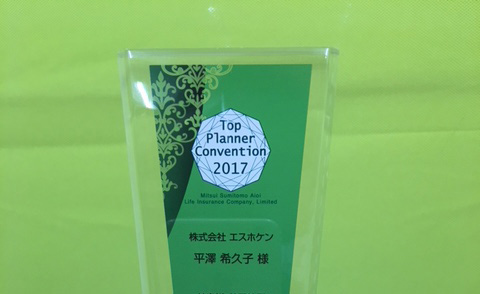 Top
Planner
Convention
2017
Mitsui Sumitomo Aioi
Life Insurance Company, Limited
株式会社 エスホケン
平澤 希久子 様